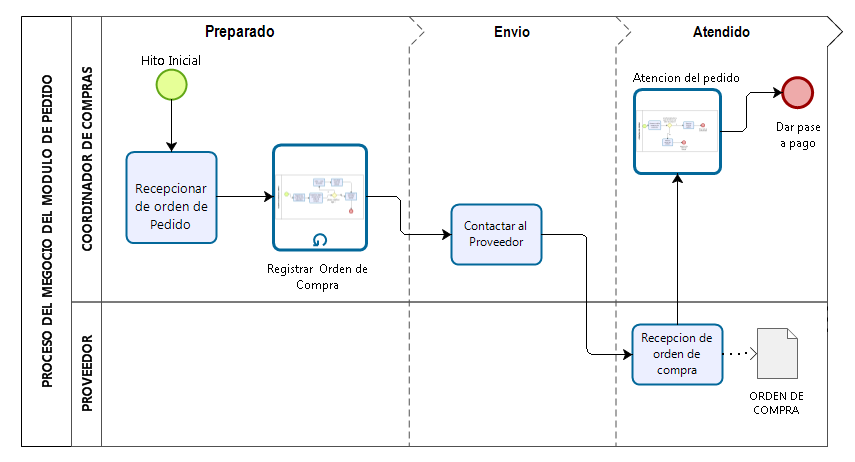 PROCESO DEL MEGOCIO DEL MODULO DE PEDIDO
COORDINADOR DE COMPRAS
PROVEEDOR
Preparado
Envio
Atendido
Hito Inicial
Recepcionar
de orden de
Pedido
Registrar Orden de
Compra
Contactar al
Proveedor
Atencion del pedido
Dar pase
a pago
Recepcion de
orden de
compra
ORDEN DE
COMPRA